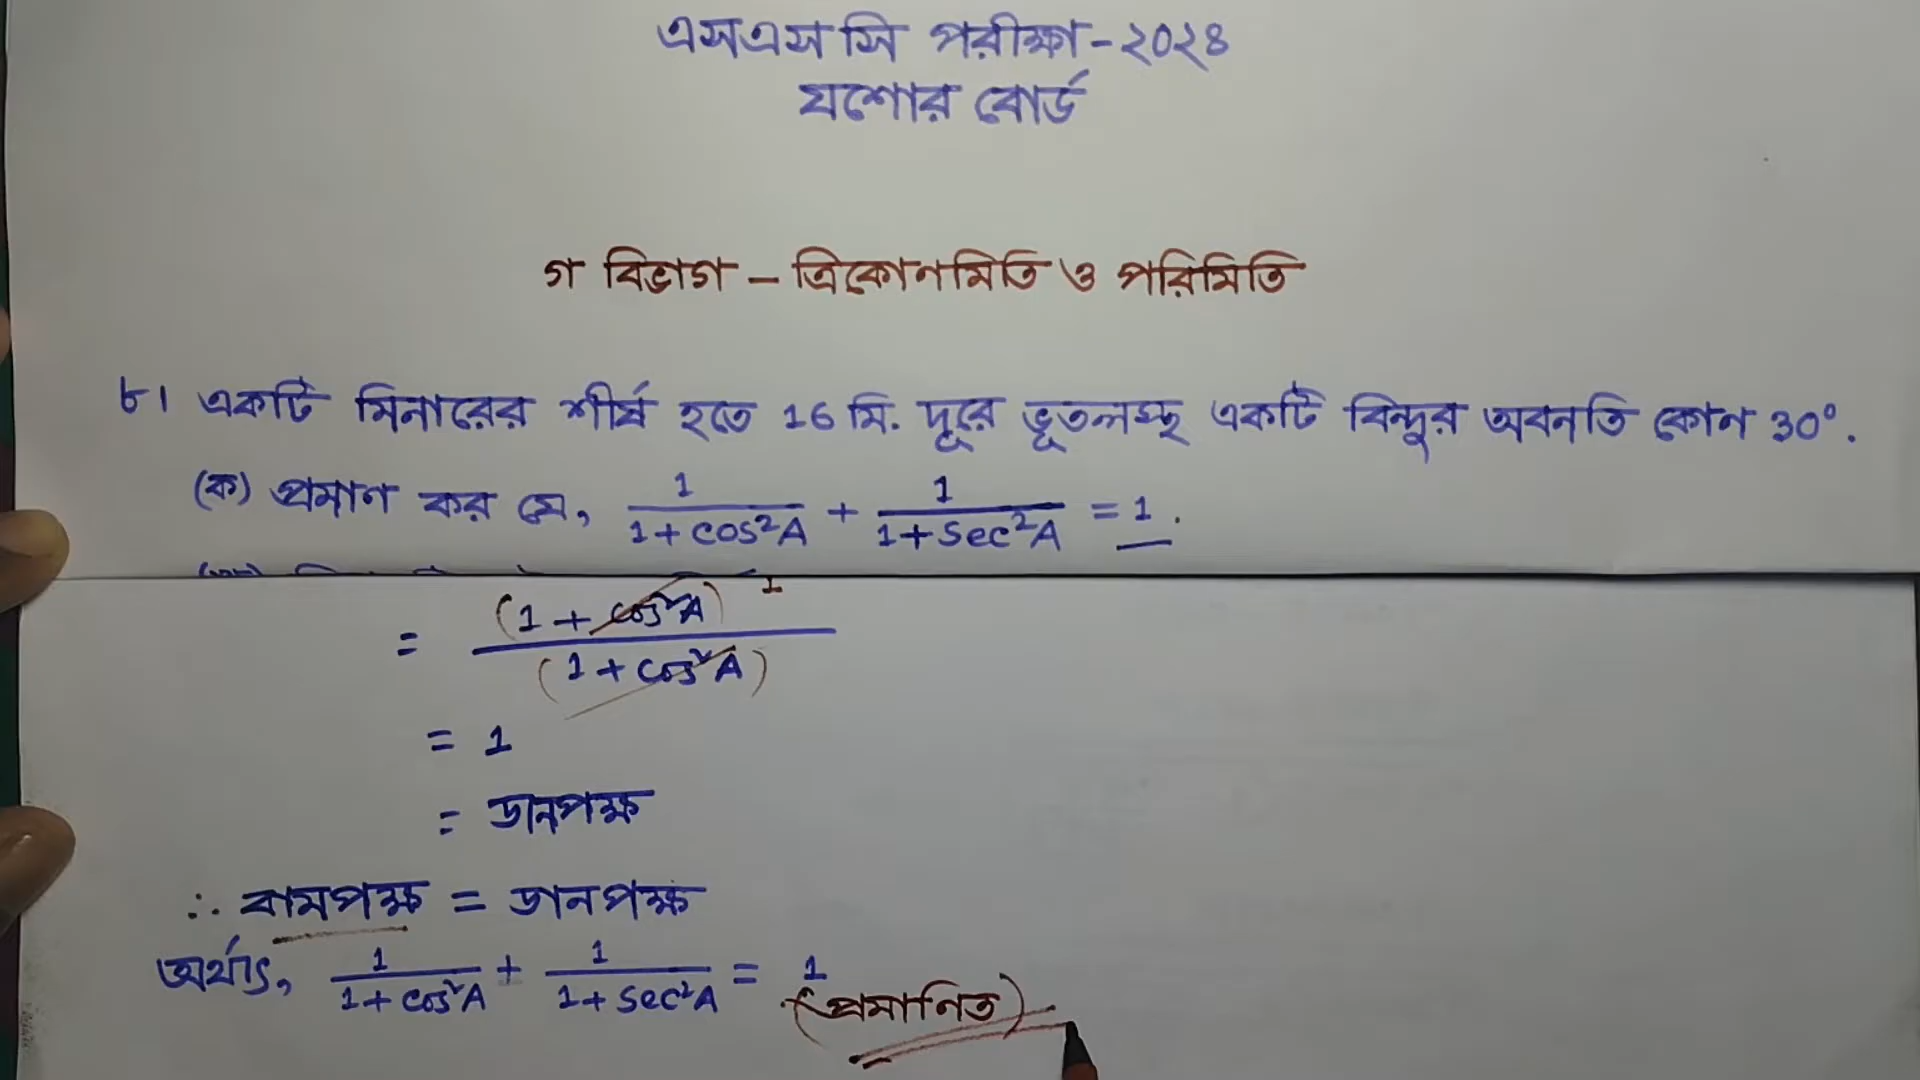 এসএসসি পরীক্ষা-২০২৪
যশোর বোর্ড
গ বিভাগ – ত্রিকোনমিতি ও পরিমিতি
৮। একটি মিনারের শীর্ষ হতে 16 মি. দূরে ভূতলস্থ একটি বিন্দুর অবনতি কোন 30°.
(ক) প্রমান কর যে, 1/(1+cos²A) + 1/(1+Sec²A) = 1.
= (1 + cos²A) 1 / (1 + cos²A)
= 1
= ডানপক্ষ
∴ বামপক্ষ = ডানপক্ষ
অর্থাৎ, 1/(1+cos²A) + 1/(1+Sec²A) = 1
(প্রমানিত)